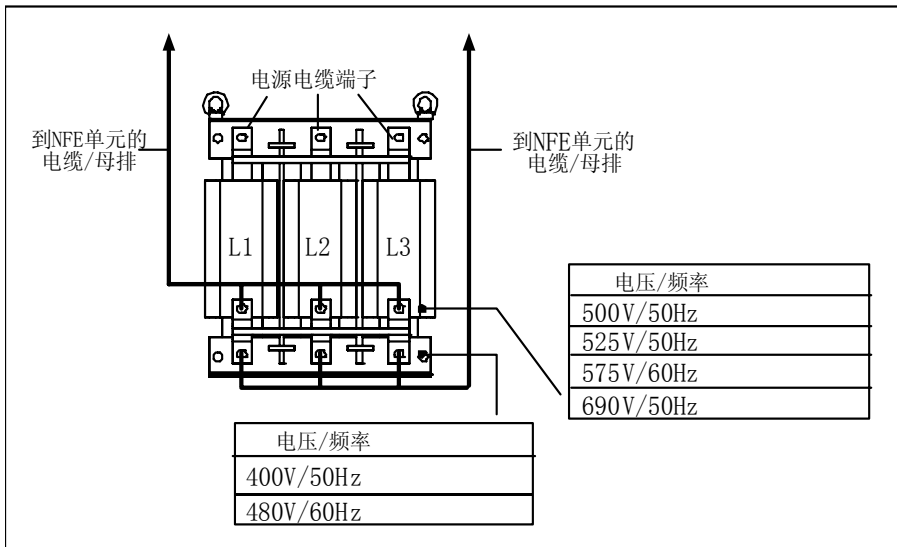 电源电缆端子
到NFE单元的
电缆/母排
到NFE单元的
电缆/母排
L1
L2
L3
电压/频率
500V/50Hz
525V/50Hz
575V/60Hz
690V/50Hz
电压/频率
400V/50Hz
480V/60Hz